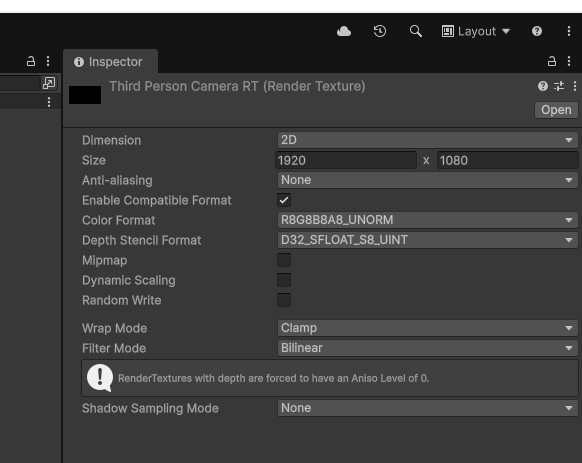 Layout
Inspector
Third Person Camera RT (Render Texture)
Open
Dimension 2D
Size 1920 x 1080
Anti-aliasing None
Enable Compatible Format
Color Format R8G8B8A8_UNORM
Depth Stencil Format D32_SFLOAT_S8_UINT
Mipmap
Dynamic Scaling
Random Write
Wrap Mode Clamp
Filter Mode Bilinear
RenderTextures with depth are forced to have an Aniso Level of 0.
Shadow Sampling Mode None